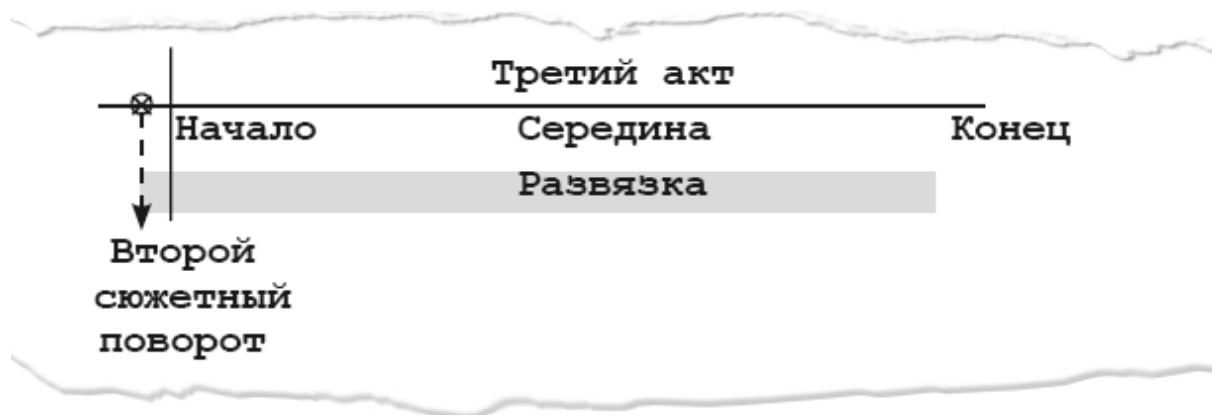 Третий акт
Начало Середина Конец
Развязка
Второй
сюжетный
поворот